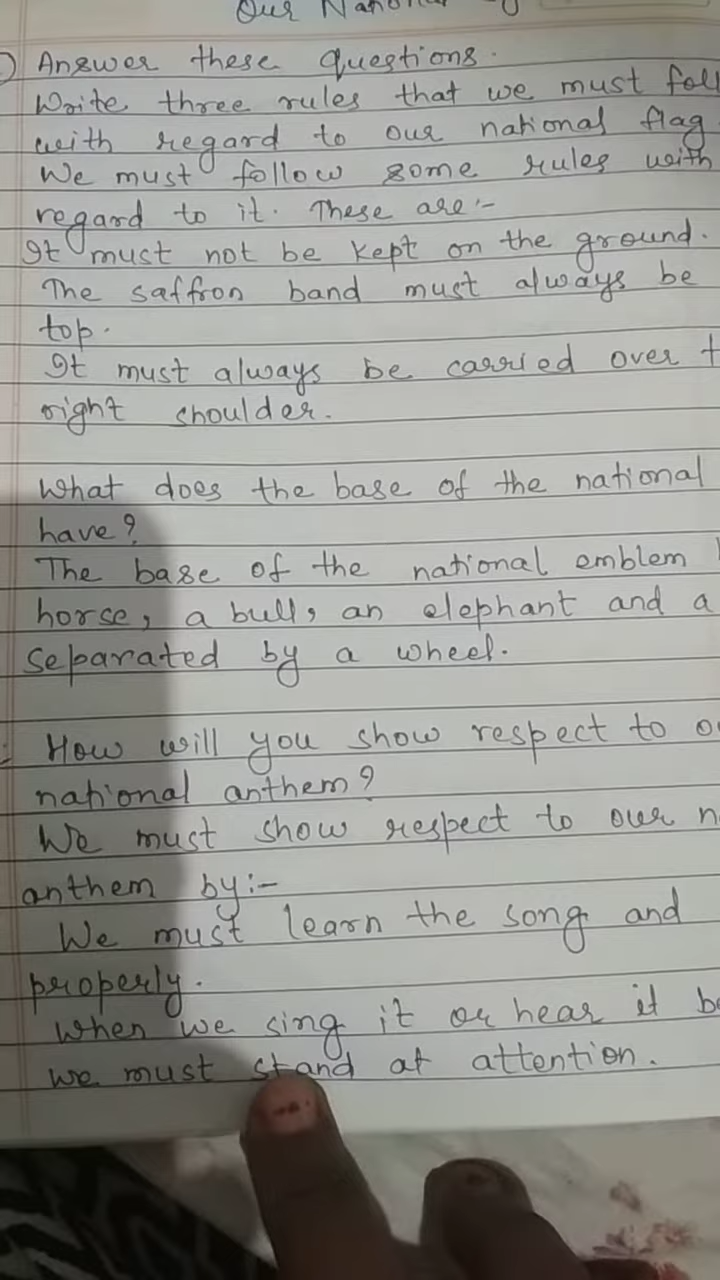 Our National
Answer these questions.
Write three rules that we must
with regard to our national flag
We must follow some rules with
regard to it. These are :-
It must not be kept on the ground.
The saffron band must always be
top.
It must always be carried over
right shoulder.
What does the base of the national
have?
The base of the national emblem
horse, a bull, an elephant and a
separated by a wheel.
How will you show respect to
national anthem?
We must show respect to our
anthem by :-
We must learn the song and
properly.
When we sing it or hear it
we must stand at attention.